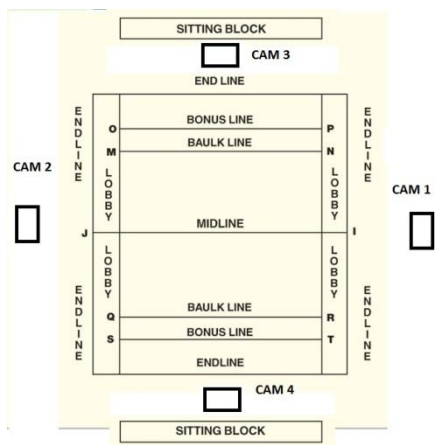 SITTING BLOCK
CAM 3
END LINE
ENDLINE
ENDLINE
O
BONUS LINE
P
M
BAULK LINE
N
CAM 2
LOBBY
LOBBY
CAM 1
J
MIDLINE
I
LOBBY
LOBBY
ENDLINE
ENDLINE
Q
BAULK LINE
R
S
BONUS LINE
T
ENDLINE
CAM 4
SITTING BLOCK